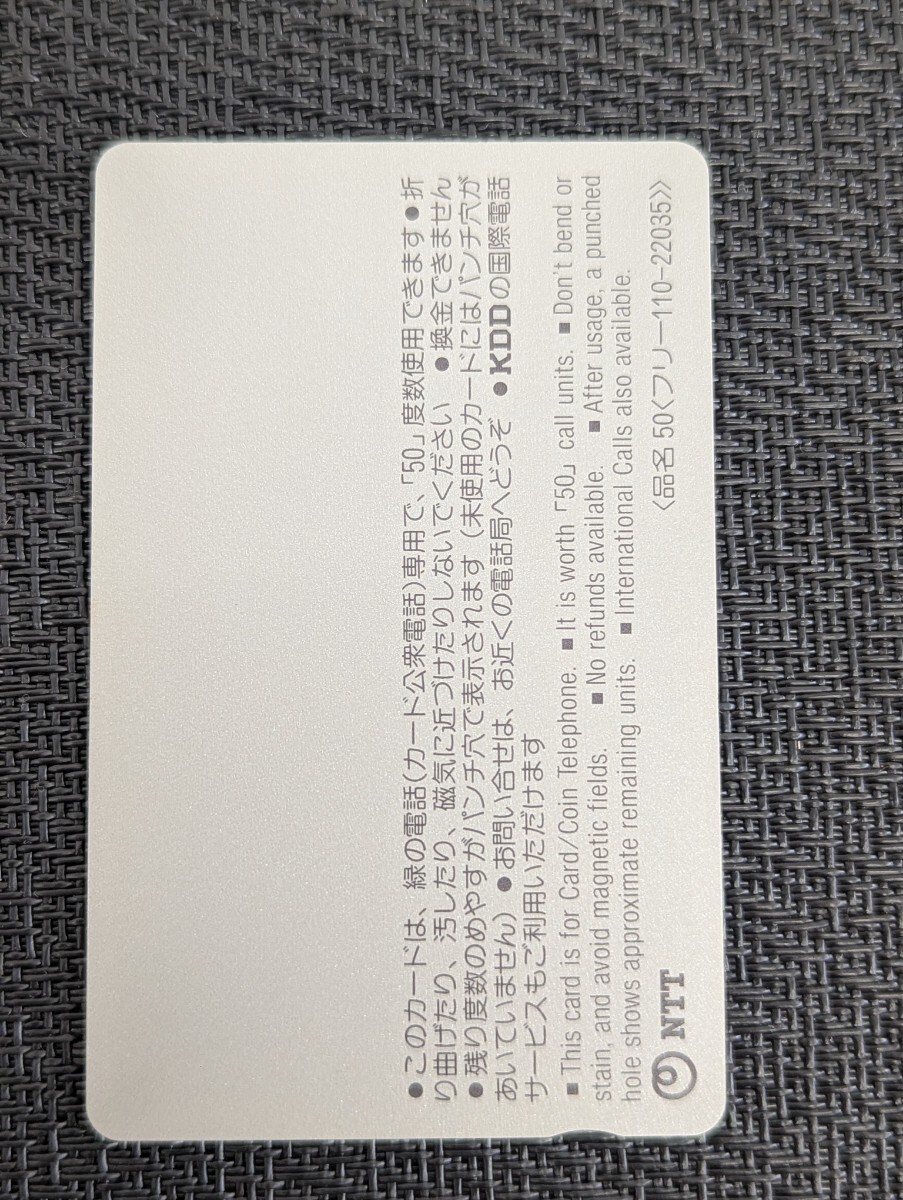 ●このカードは、緑の電話(カード公衆電話)専用で、「50」度数使用できます●折
り曲げたり、汚したり、磁気に近づけたりしないでください ●換金できません
●残り度数のめやすがパンチ穴で表示されます(未使用のカードにはパンチ穴が
あいていません)●お問い合せは、お近くの電話局へどうぞ ●KDDの国際電話
サービスもご利用いただけます
■ This card is for Card/Coin Telephone. ■ It is worth「50」call units. ■ Don't bend or
stain, and avoid magnetic fields. ■ No refunds available. ■ After usage, a punched
hole shows approximate remaining units. ■ International Calls also available.
NTT 〈品名 50〈フリー110-22035〉〉